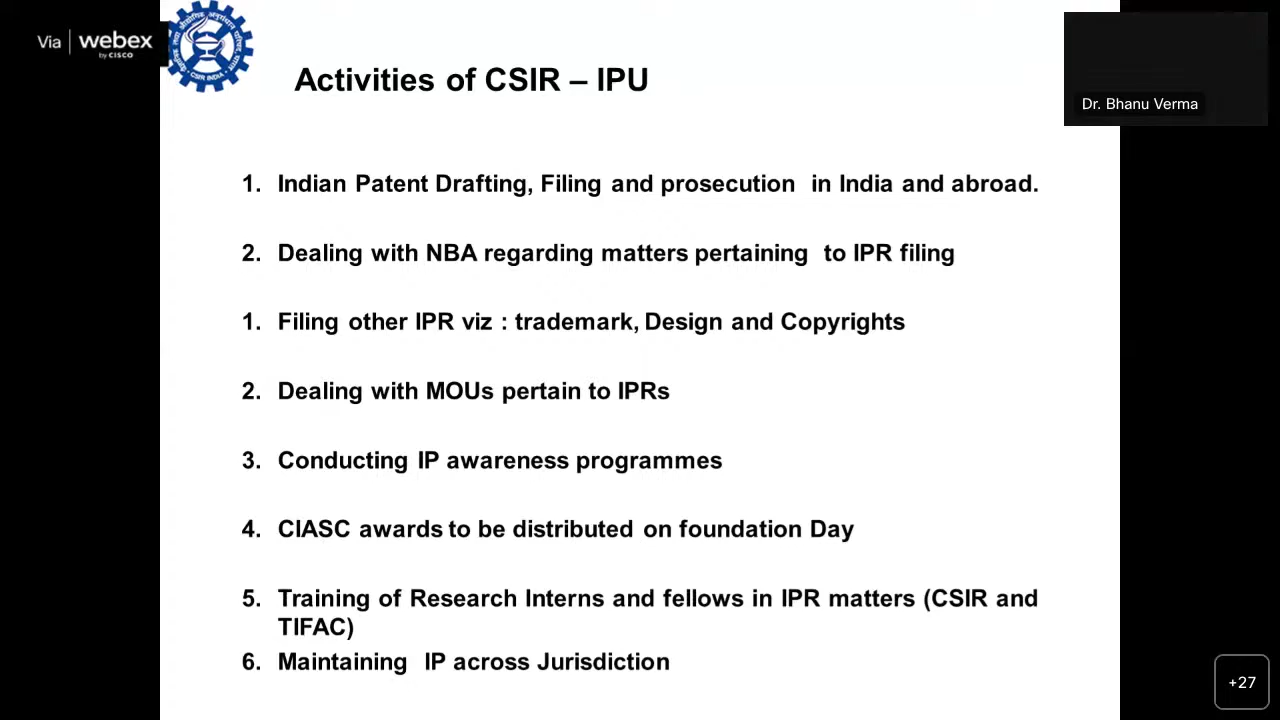 Via | webex
by CISCO
CSIR INDIA
Activities of CSIR – IPU
Dr. Bhanu Verma
1. Indian Patent Drafting, Filing and prosecution in India and abroad.
2. Dealing with NBA regarding matters pertaining to IPR filing
1. Filing other IPR viz : trademark, Design and Copyrights
2. Dealing with MOUs pertain to IPRs
3. Conducting IP awareness programmes
4. CIASC awards to be distributed on foundation Day
5. Training of Research Interns and fellows in IPR matters (CSIR and
TIFAC)
6. Maintaining IP across Jurisdiction
+27